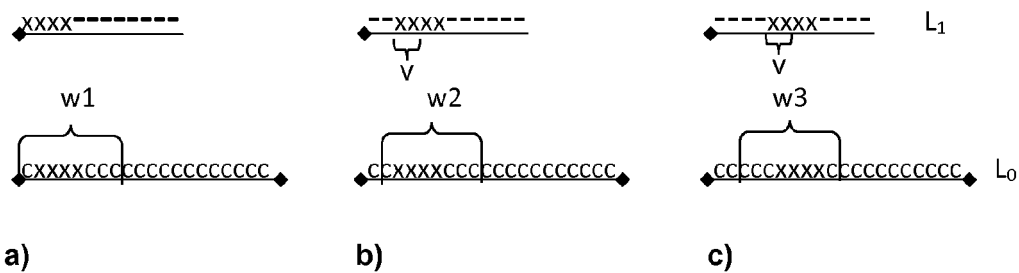 xxxx-------- --xxxx------ ----xxxx---- L1
v v
w1 w2 w3
CxxxxCCCCCCCCCCCCCCC CCxxxxCCCCCCCCCCCCCC CCCCCxxxxCCCCCCCCCCC L0
a) b) c)